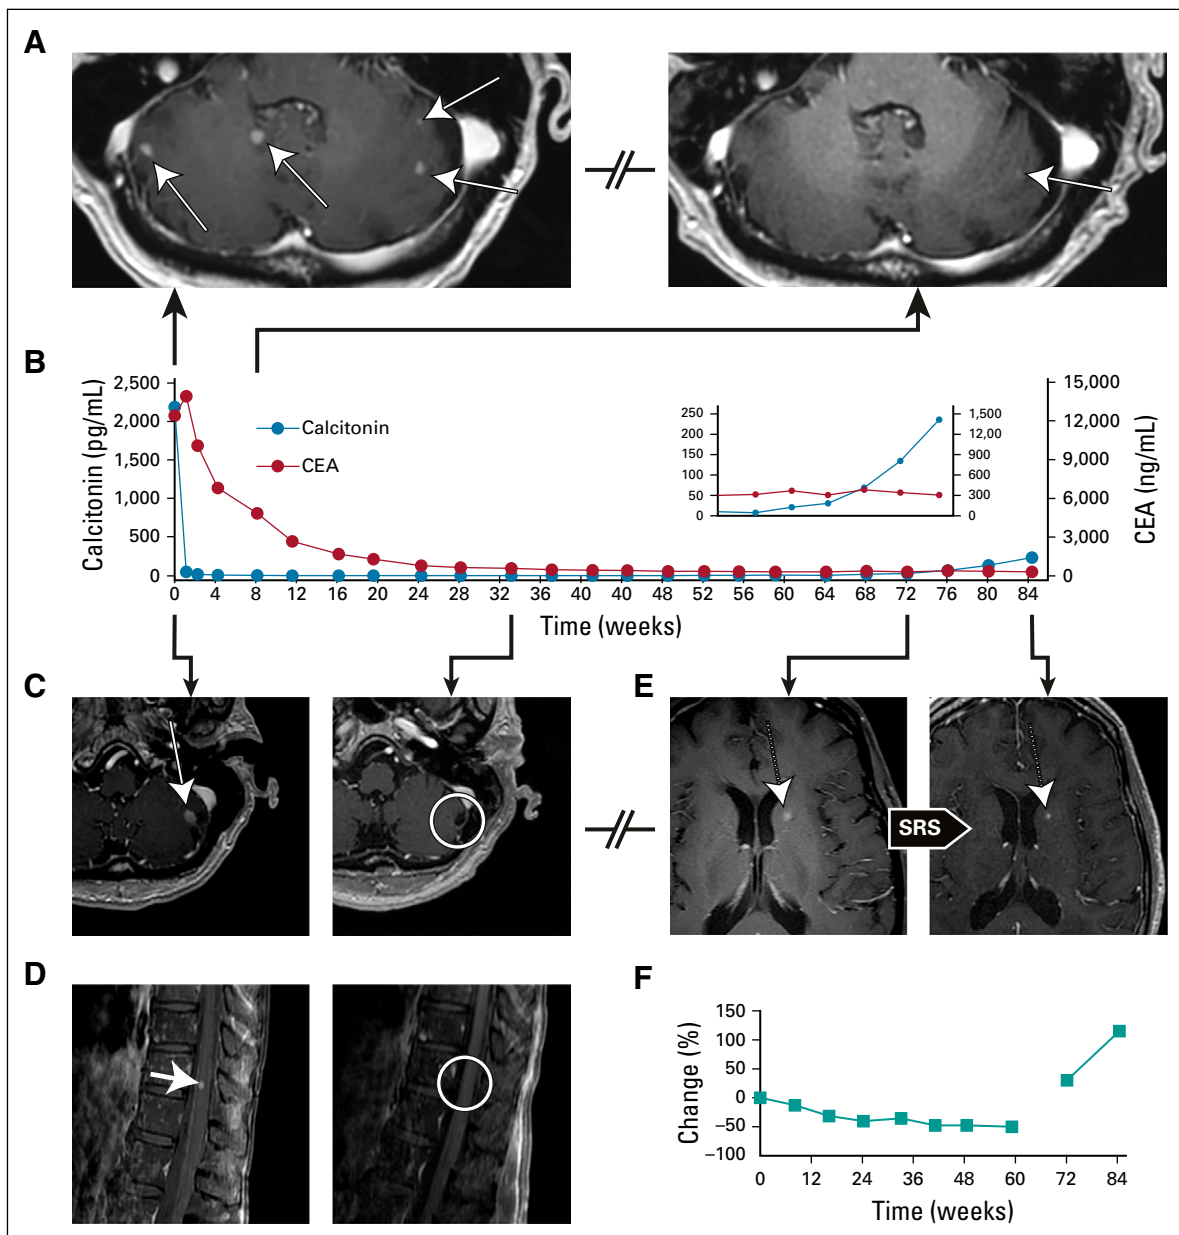 A
B
Calcitonin (pg/mL)
2,500
2,000
1,500
1,000
500
0
Calcitonin
CEA
250
200
150
100
50
0
1,500
12,00
900
600
300
0
15,000
12,000
9,000
6,000
3,000
0
CEA (ng/mL)
0 4 8 12 16 20 24 28 32 36 40 44 48 52 56 60 64 68 72 76 80 84
Time (weeks)
C
E
SRS
D
F
Change (%)
150
100
50
0
−50
−100
0 12 24 36 48 60 72 84
Time (weeks)